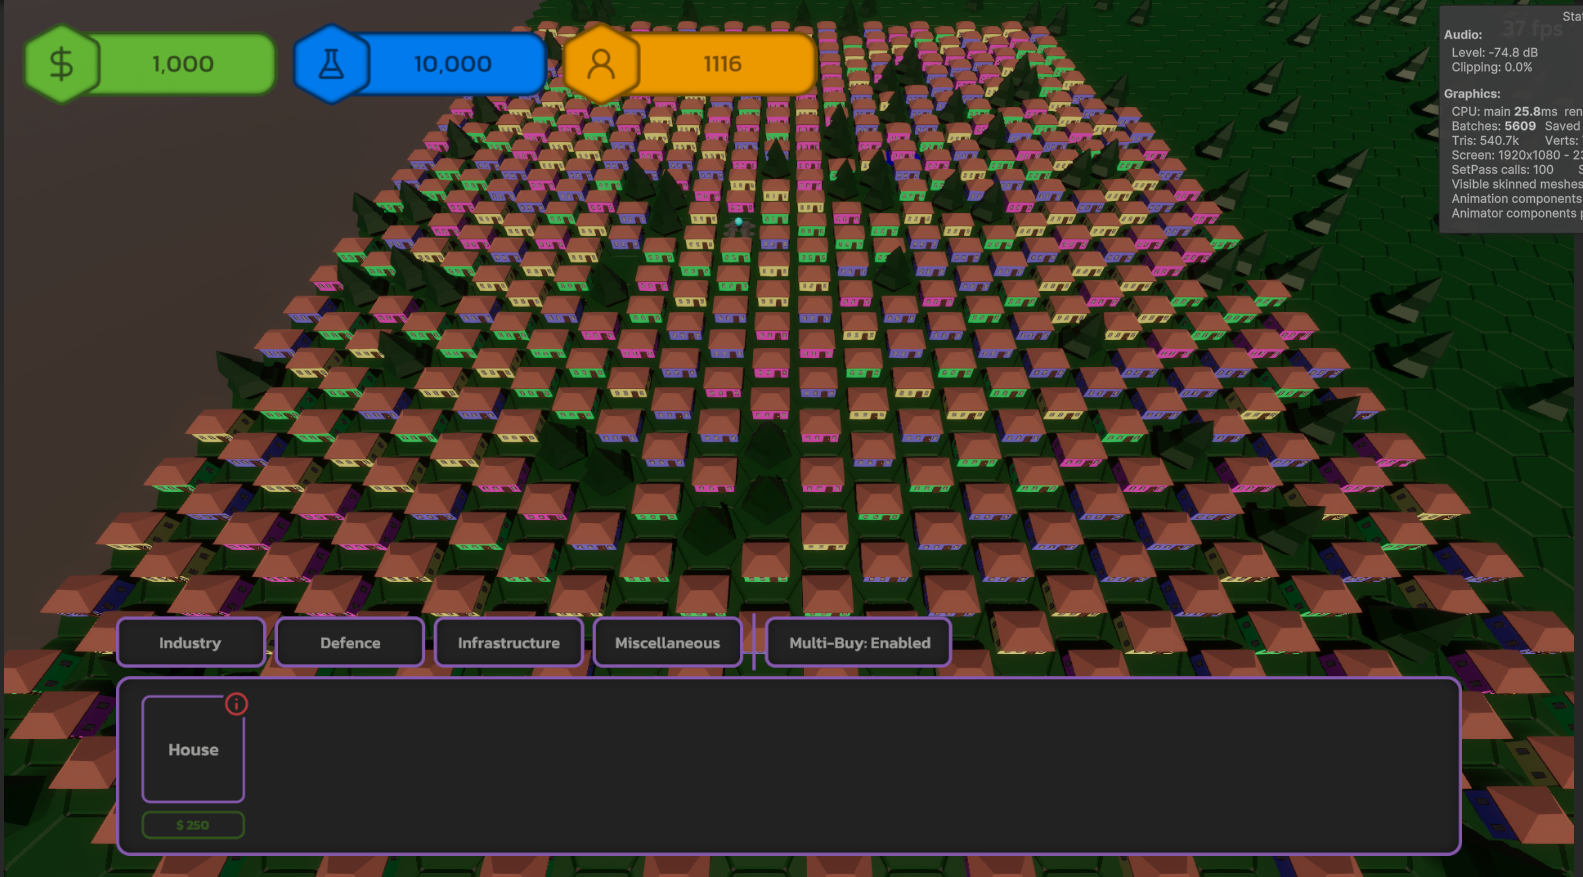 $ 1,000
10,000
1116
37 fps
Sta
Audio:
Level: -74.8 dB
Clipping: 0.0%
Graphics:
CPU: main 25.8ms ren
Batches: 5609 Saved
Tris: 540.7k Verts:
Screen: 1920x1080 - 23
SetPass calls: 100 S
Visible skinned meshes
Animation components
Animator components p
Industry
Defence
Infrastructure
Miscellaneous
Multi-Buy: Enabled
i
House
$ 250